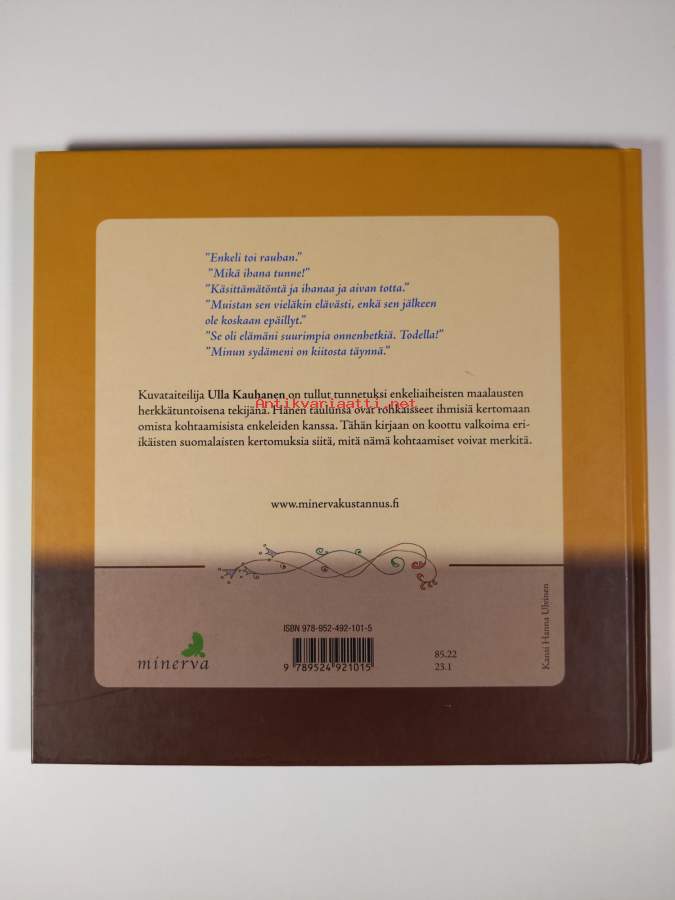 "Enkeli toi rauhan."
"Mikä ihana tunne!"
"Käsittämätöntä ja ihanaa ja aivan totta."
"Muistan sen vieläkin elävästi, enkä sen jälkeen
ole koskaan epäillyt."
"Se oli elämäni suurimpia onnenhetkiä. Todella!"
"Minun sydämeni on kiitosta täynnä."
Kuvataiteilija Ulla Kauhanen on tullut tunnetuksi enkeliaiheisten maalausten
Antikvariaatti.net
herkkätuntoisena tekijänä. Hänen taulunsa ovat rohkaisseet ihmisiä kertomaan
omista kohtaamisista enkeleiden kanssa. Tähän kirjaan on koottu valkoima eri-
ikäisten suomalaisten kertomuksia siitä, mitä nämä kohtaamiset voivat merkitä.
www.minervakustannus.fi
ISBN 978-952-492-101-5
minerva
9 789524 921015
85.22
23.1
Kansi Hanna Ulvinen